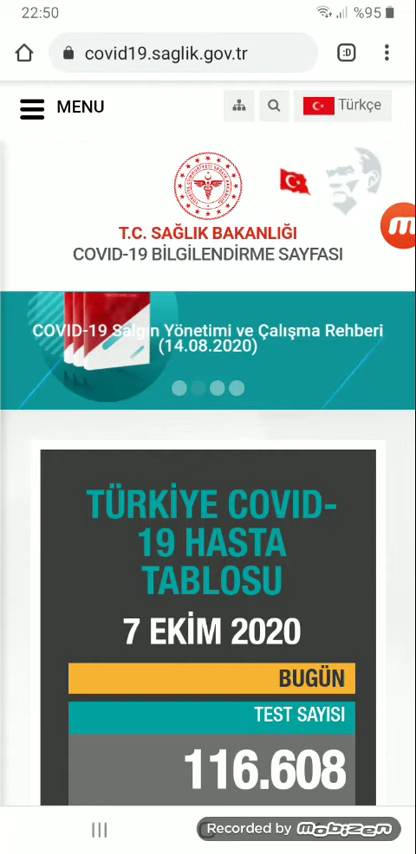 22:50
%95
covid19.saglik.gov.tr
:D
MENU
Türkçe
T.C. SAĞLIK BAKANLIĞI
COVID-19 BİLGİLENDİRME SAYFASI
COVID-19 Salgın Yönetimi ve Çalışma Rehberi
(14.08.2020)
TÜRKİYE COVID-
19 HASTA
TABLOSU
7 EKİM 2020
BUGÜN
TEST SAYISI
116.608
Recorded by MOBIZEN